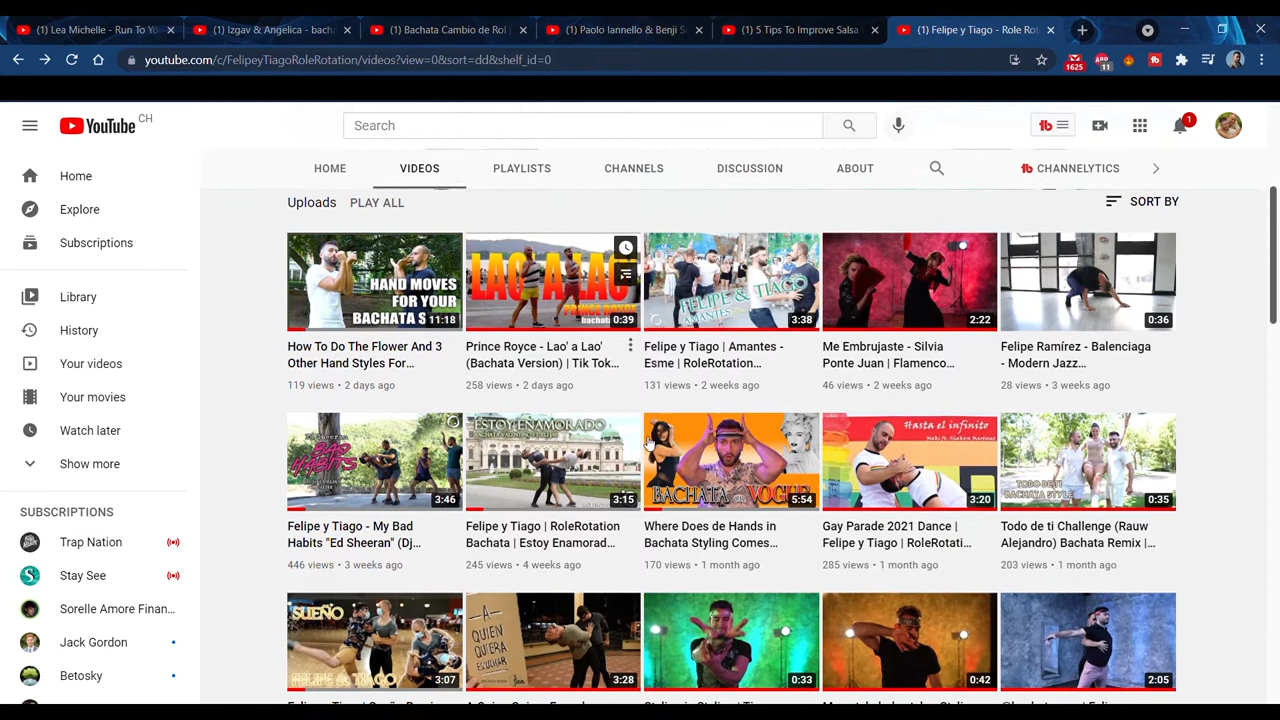 (1) Lea Michelle - Run To Yo
(1) Izgav & Angelica - bacha
(1) Bachata Cambio de Rol |
(1) Paolo Iannello & Benji S
(1) 5 Tips To Improve Salsa
(1) Felipe y Tiago - Role Rot
youtube.com/c/FelipeyTiagoRoleRotation/videos?view=0&sort=dd&shelf_id=0
1625
11
YouTube CH
Search
1
HOME VIDEOS PLAYLISTS CHANNELS DISCUSSION ABOUT CHANNELYTICS
Home
Explore
Subscriptions
Library
History
Your videos
Your movies
Watch later
Show more
SUBSCRIPTIONS
Trap Nation
Stay See
Sorelle Amore Finan...
Jack Gordon
Betosky
Uploads PLAY ALL SORT BY
HAND MOVES
FOR YOUR
BACHATA S
11:18
How To Do The Flower And 3
Other Hand Styles For...
119 views • 2 days ago
LAO A LAO
PRINCE ROYCE
0:39
Prince Royce - Lao' a Lao'
(Bachata Version) | Tik Tok...
258 views • 2 days ago
FELIPE & TIAGO
AMANTES
3:38
Felipe y Tiago | Amantes -
Esme | RoleRotation...
131 views • 2 weeks ago
2:22
Me Embrujaste - Silvia
Ponte Juan | Flamenco...
46 views • 2 weeks ago
0:36
Felipe Ramírez - Balenciaga
- Modern Jazz...
28 views • 3 weeks ago
BAD
HABITS
3:46
Felipe y Tiago - My Bad
Habits "Ed Sheeran" (Dj...
446 views • 3 weeks ago
ESTOY ENAMORADO
3:15
Felipe y Tiago | RoleRotation
Bachata | Estoy Enamorad...
245 views • 4 weeks ago
BACHATA VOGUE
5:54
Where Does de Hands in
Bachata Styling Comes...
170 views • 1 month ago
Hasta el infinito
3:20
Gay Parade 2021 Dance |
Felipe y Tiago | RoleRotati...
285 views • 1 month ago
TODO DE TI
BACHATA STYLE
0:35
Todo de ti Challenge (Rauw
Alejandro) Bachata Remix |...
203 views • 1 month ago
SUEÑO
FELIPE & TIAGO
3:07
A
QUIEN
QUIERA
ESCUCHAR
3:28
0:33
0:42
2:05